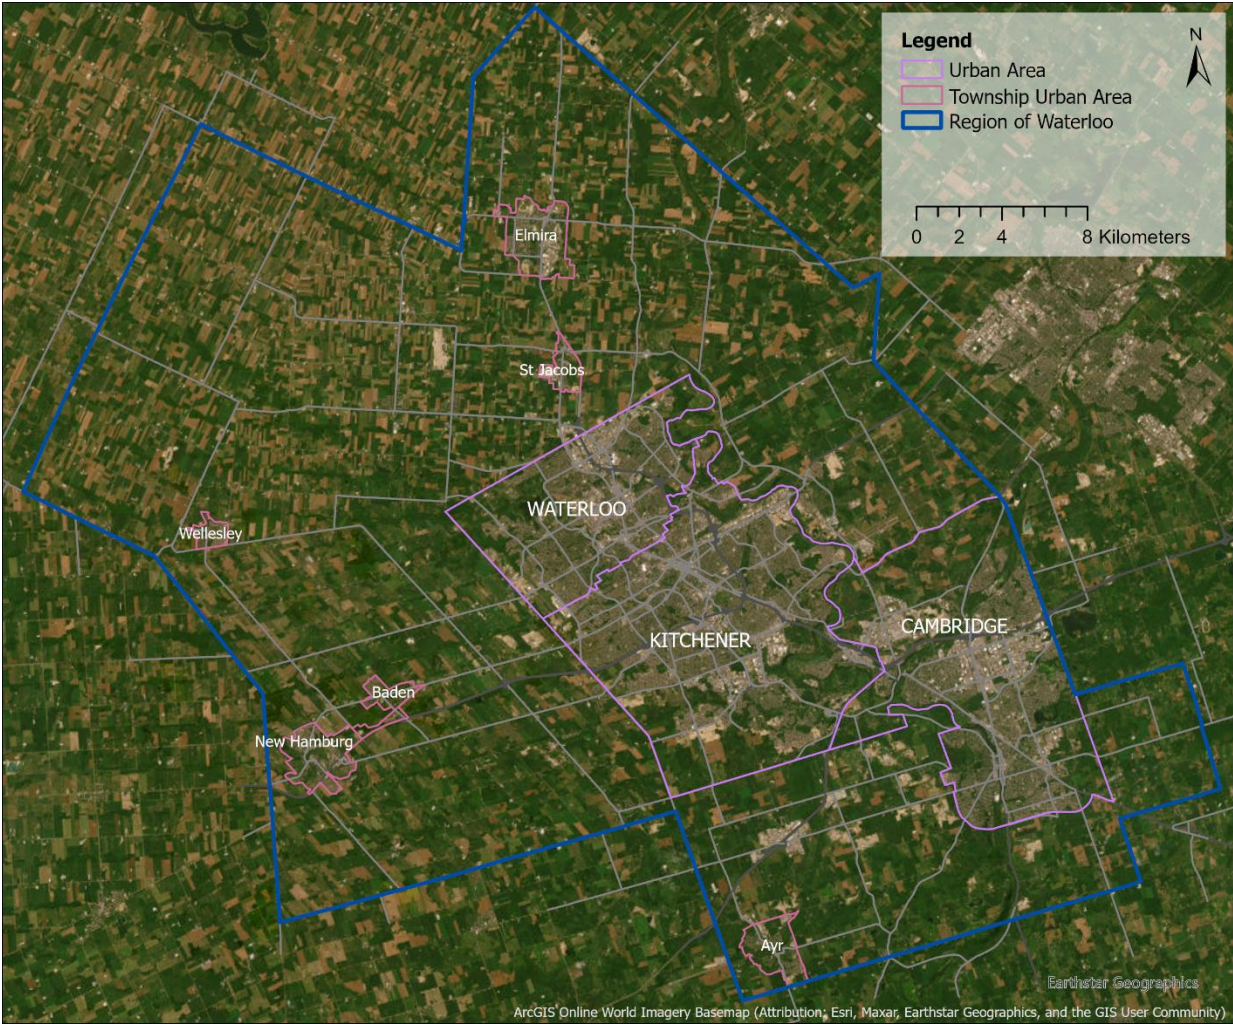 Legend
Urban Area
Township Urban Area
Region of Waterloo
N
0 2 4 8 Kilometers
Elmira
St Jacobs
WATERLOO
Wellesley
KITCHENER
CAMBRIDGE
Baden
New Hamburg
Ayr
Earthstar Geographics
ArcGIS Online World Imagery Basemap (Attribution: Esri, Maxar, Earthstar Geographics, and the GIS User Community)